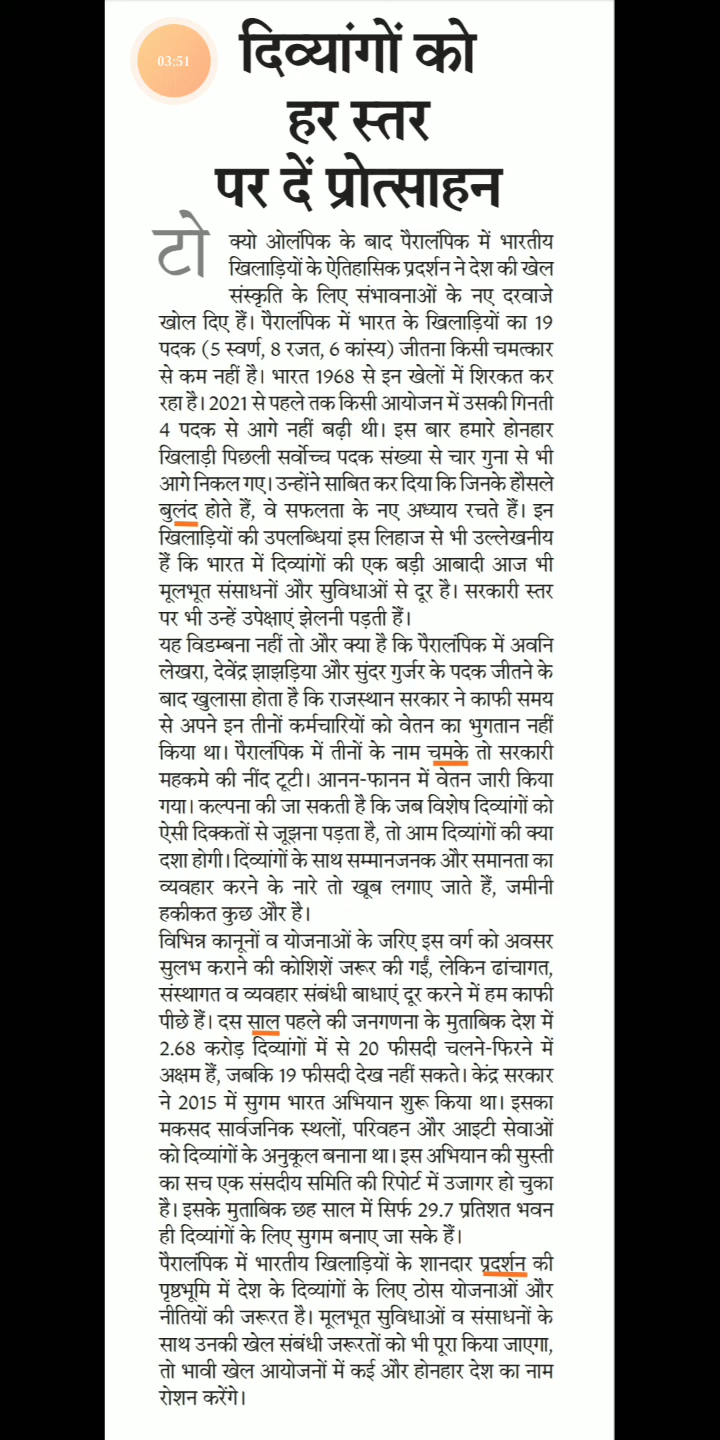 03:51
दिव्यांगों को
हर स्तर
पर दें प्रोत्साहन
टोक्यो ओलंपिक के बाद पैरालंपिक में भारतीय
खिलाड़ियों के ऐतिहासिक प्रदर्शन ने देश की खेल
संस्कृति के लिए संभावनाओं के नए दरवाजे
खोल दिए हैं। पैरालंपिक में भारत के खिलाड़ियों का 19
पदक (5 स्वर्ण, 8 रजत, 6 कांस्य) जीतना किसी चमत्कार
से कम नहीं है। भारत 1968 से इन खेलों में शिरकत कर
रहा है। 2021 से पहले तक किसी आयोजन में उसकी गिनती
4 पदक से आगे नहीं बढ़ी थी। इस बार हमारे होनहार
खिलाड़ी पिछली सर्वोच्च पदक संख्या से चार गुना से भी
आगे निकल गए। उन्होंने साबित कर दिया कि जिनके हौसले
बुलंद होते हैं, वे सफलता के नए अध्याय रचते हैं। इन
खिलाड़ियों की उपलब्धियां इस लिहाज से भी उल्लेखनीय
हैं कि भारत में दिव्यांगों की एक बड़ी आबादी आज भी
मूलभूत संसाधनों और सुविधाओं से दूर है। सरकारी स्तर
पर भी उन्हें उपेक्षाएं झेलनी पड़ती हैं।
यह विडम्बना नहीं तो और क्या है कि पैरालंपिक में अवनि
लेखरा, देवेंद्र झाझड़िया और सुंदर गुर्जर के पदक जीतने के
बाद खुलासा होता है कि राजस्थान सरकार ने काफी समय
से अपने इन तीनों कर्मचारियों को वेतन का भुगतान नहीं
किया था। पैरालंपिक में तीनों के नाम चमके तो सरकारी
महकमे की नींद टूटी। आनन-फानन में वेतन जारी किया
गया। कल्पना की जा सकती है कि जब विशेष दिव्यांगों को
ऐसी दिक्कतों से जूझना पड़ता है, तो आम दिव्यांगों की क्या
दशा होगी। दिव्यांगों के साथ सम्मानजनक और समानता का
व्यवहार करने के नारे तो खूब लगाए जाते हैं, जमीनी
हकीकत कुछ और है।
विभिन्न कानूनों व योजनाओं के जरिए इस वर्ग को अवसर
सुलभ कराने की कोशिशें जरूर की गईं, लेकिन ढांचागत,
संस्थागत व व्यवहार संबंधी बाधाएं दूर करने में हम काफी
पीछे हैं। दस साल पहले की जनगणना के मुताबिक देश में
2.68 करोड़ दिव्यांगों में से 20 फीसदी चलने-फिरने में
अक्षम हैं, जबकि 19 फीसदी देख नहीं सकते। केंद्र सरकार
ने 2015 में सुगम भारत अभियान शुरू किया था। इसका
मकसद सार्वजनिक स्थलों, परिवहन और आइटी सेवाओं
को दिव्यांगों के अनुकूल बनाना था। इस अभियान की सुस्ती
का सच एक संसदीय समिति की रिपोर्ट में उजागर हो चुका
है। इसके मुताबिक छह साल में सिर्फ 29.7 प्रतिशत भवन
ही दिव्यांगों के लिए सुगम बनाए जा सके हैं।
पैरालंपिक में भारतीय खिलाड़ियों के शानदार प्रदर्शन की
पृष्ठभूमि में देश के दिव्यांगों के लिए ठोस योजनाओं और
नीतियों की जरूरत है। मूलभूत सुविधाओं व संसाधनों के
साथ उनकी खेल संबंधी जरूरतों को भी पूरा किया जाएगा,
तो भावी खेल आयोजनों में कई और होनहार देश का नाम
रोशन करेंगे।